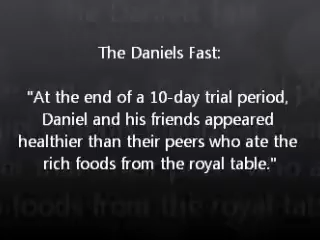 The Daniels Fast:
"At the end of a 10-day trial period,
Daniel and his friends appeared
healthier than their peers who ate the
rich foods from the royal table."